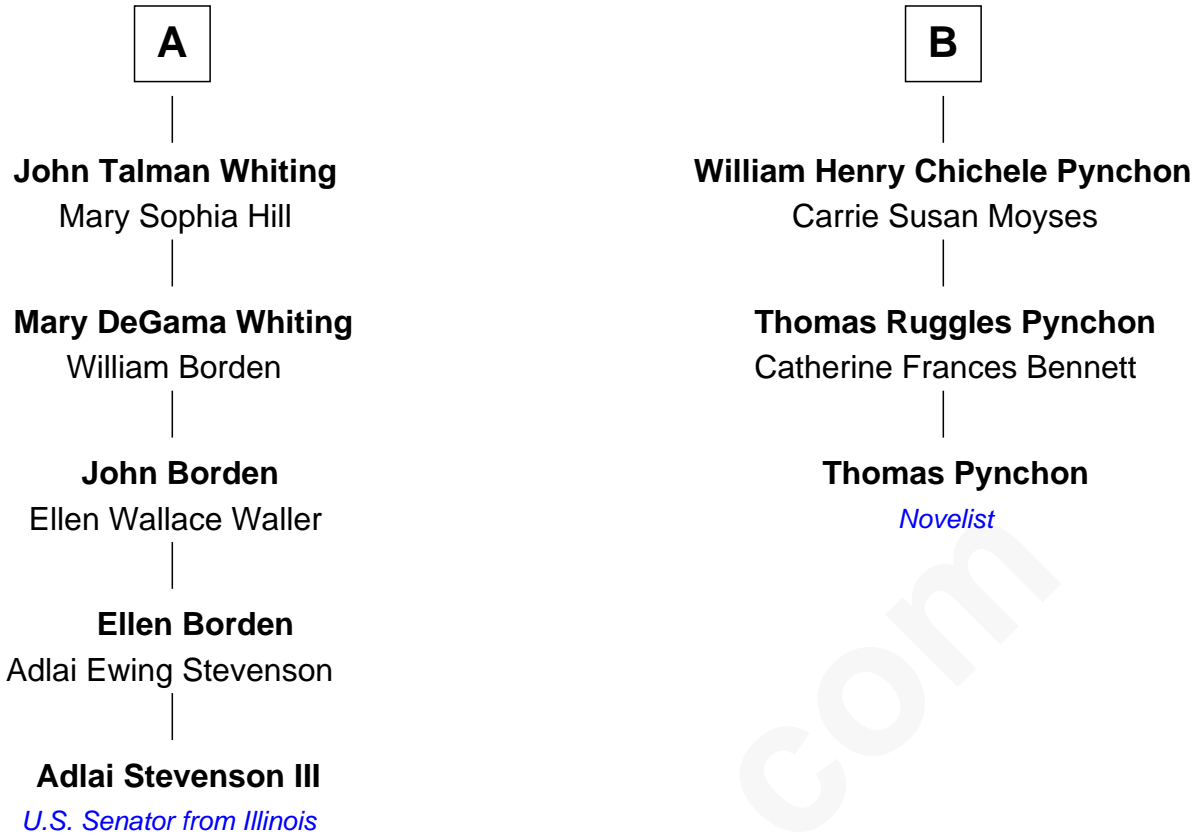 A
John Talman Whiting
Mary Sophia Hill
Mary DeGama Whiting
William Borden
John Borden
Ellen Wallace Waller
Ellen Borden
Adlai Ewing Stevenson
Adlai Stevenson III
U.S. Senator from Illinois
B
William Henry Chichele Pynchon
Carrie Susan Moyses
Thomas Ruggles Pynchon
Catherine Frances Bennett
Thomas Pynchon
Novelist
com